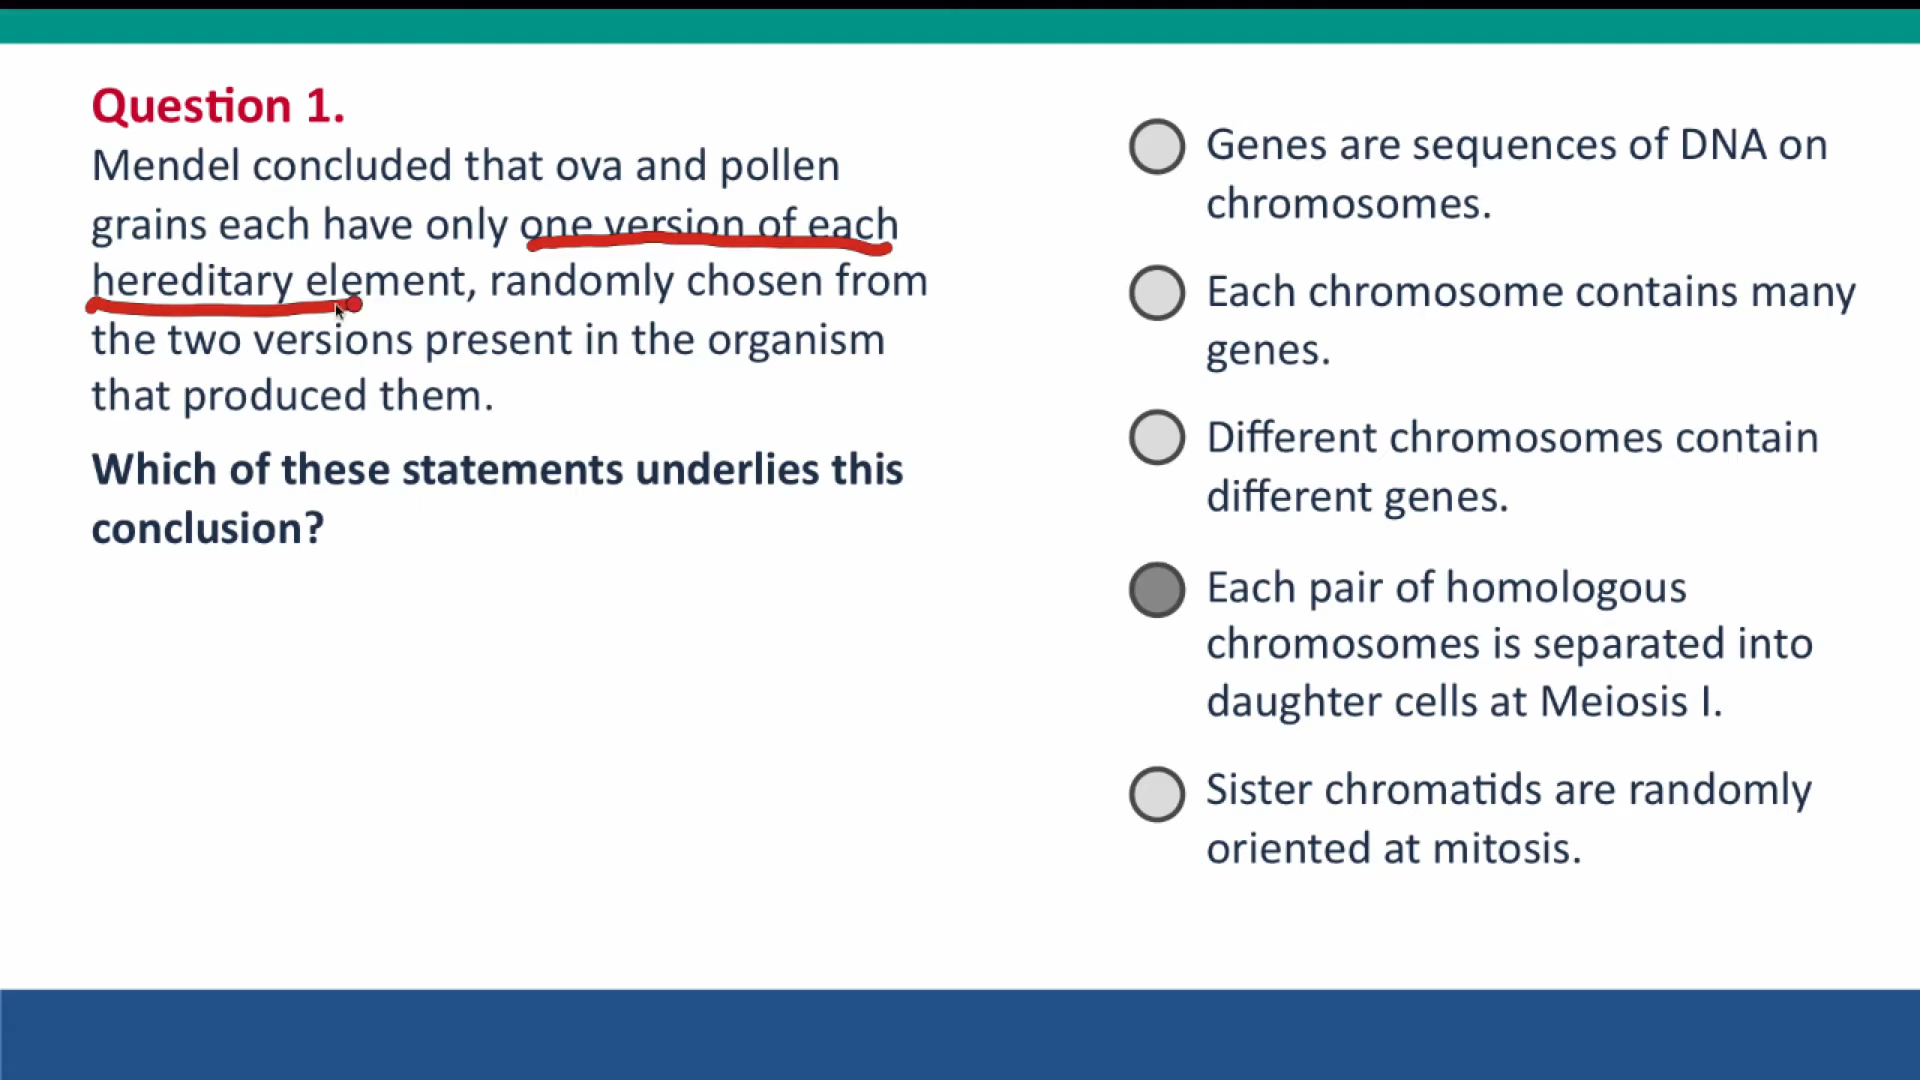 Question 1.
Mendel concluded that ova and pollen
grains each have only one version of each
hereditary element, randomly chosen from
the two versions present in the organism
that produced them.
Which of these statements underlies this
conclusion?
Genes are sequences of DNA on
chromosomes.
Each chromosome contains many
genes.
Different chromosomes contain
different genes.
Each pair of homologous
chromosomes is separated into
daughter cells at Meiosis I.
Sister chromatids are randomly
oriented at mitosis.